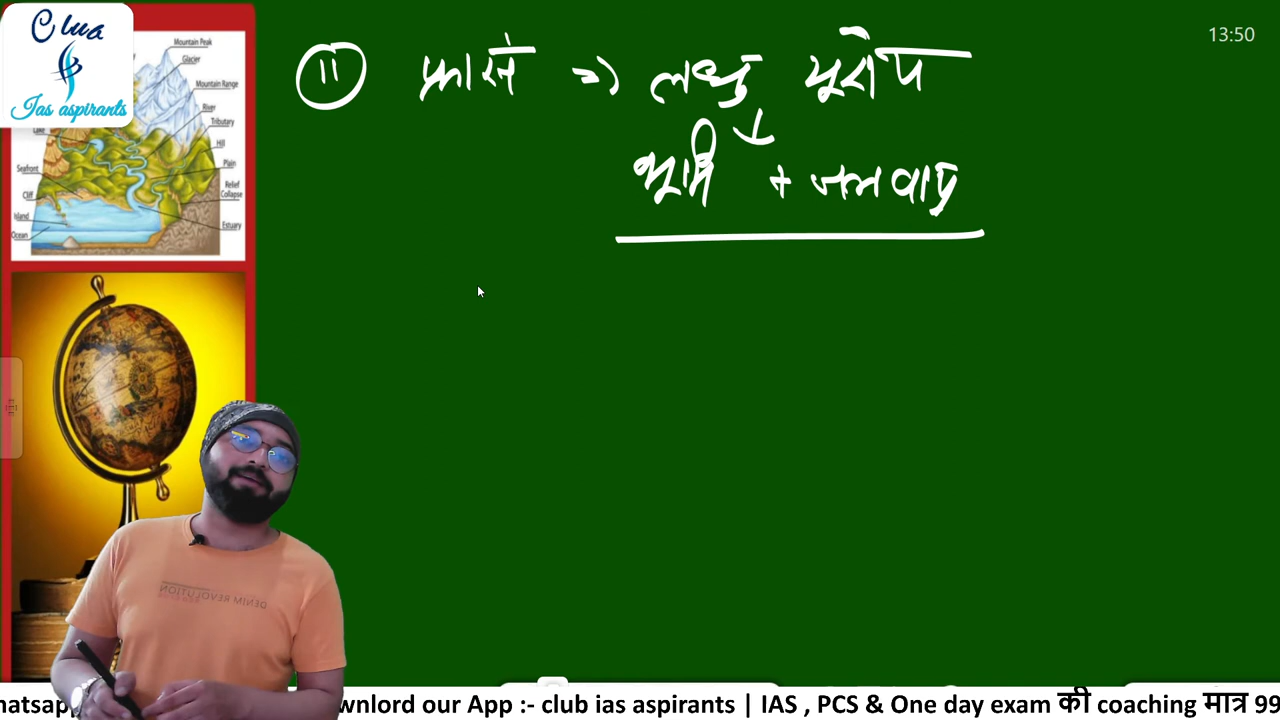 Clua
Ias aspirants
Mountain Peak
Glacier
Mountain Range
River
Tributary
Hill
Plain
Relief
Collapse
Estuary
Lake
Seafront
Cliff
Island
Ocean
13:50
11 फ्रांस ⇒ लघु यूरोप
↓
भूमि + जलवायु
DENIM REVOLUTION
wnlord our App :- club ias aspirants | IAS , PCS & One day exam की coaching मात्र 99